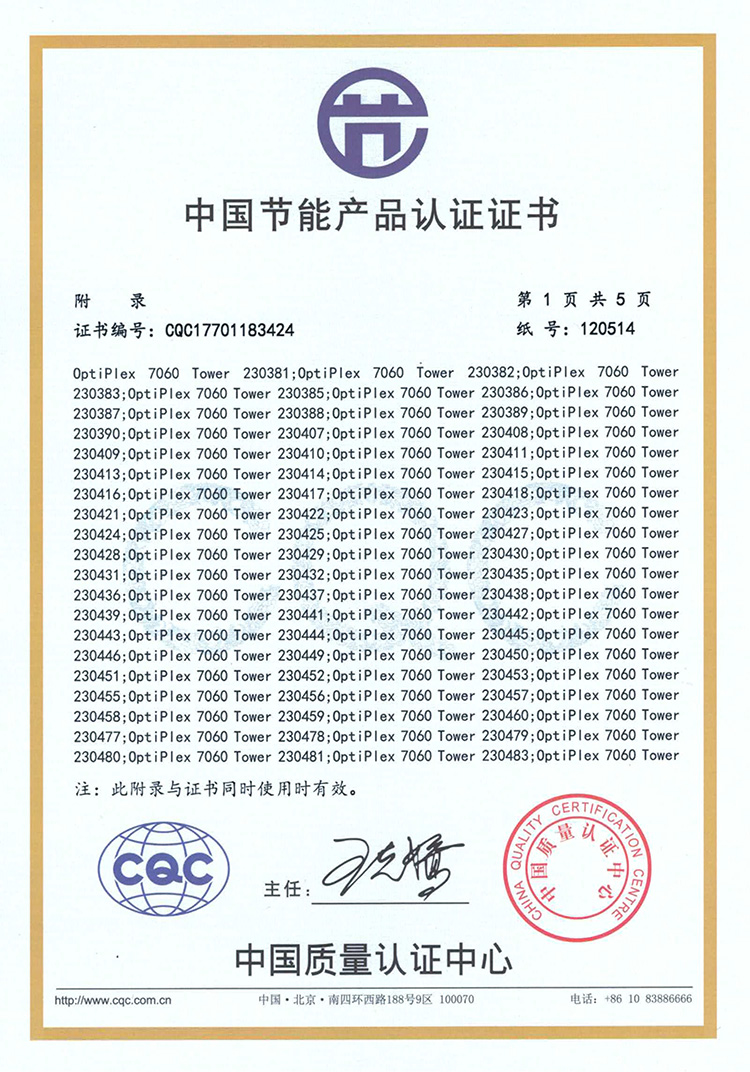 中国节能产品认证证书
附 录 第 1 页 共 5 页
证书编号：CQC17701183424 纸 号：120514
OptiPlex 7060 Tower 230381;OptiPlex 7060 Tower 230382;OptiPlex 7060 Tower
230383;OptiPlex 7060 Tower 230385;OptiPlex 7060 Tower 230386;OptiPlex 7060 Tower
230387;OptiPlex 7060 Tower 230388;OptiPlex 7060 Tower 230389;OptiPlex 7060 Tower
230390;OptiPlex 7060 Tower 230407;OptiPlex 7060 Tower 230408;OptiPlex 7060 Tower
230409;OptiPlex 7060 Tower 230410;OptiPlex 7060 Tower 230411;OptiPlex 7060 Tower
230413;OptiPlex 7060 Tower 230414;OptiPlex 7060 Tower 230415;OptiPlex 7060 Tower
230416;OptiPlex 7060 Tower 230417;OptiPlex 7060 Tower 230418;OptiPlex 7060 Tower
230421;OptiPlex 7060 Tower 230422;OptiPlex 7060 Tower 230423;OptiPlex 7060 Tower
230424;OptiPlex 7060 Tower 230425;OptiPlex 7060 Tower 230427;OptiPlex 7060 Tower
230428;OptiPlex 7060 Tower 230429;OptiPlex 7060 Tower 230430;OptiPlex 7060 Tower
230431;OptiPlex 7060 Tower 230432;OptiPlex 7060 Tower 230435;OptiPlex 7060 Tower
230436;OptiPlex 7060 Tower 230437;OptiPlex 7060 Tower 230438;OptiPlex 7060 Tower
230439;OptiPlex 7060 Tower 230441;OptiPlex 7060 Tower 230442;OptiPlex 7060 Tower
230443;OptiPlex 7060 Tower 230444;OptiPlex 7060 Tower 230445;OptiPlex 7060 Tower
230446;OptiPlex 7060 Tower 230449;OptiPlex 7060 Tower 230450;OptiPlex 7060 Tower
230451;OptiPlex 7060 Tower 230452;OptiPlex 7060 Tower 230453;OptiPlex 7060 Tower
230455;OptiPlex 7060 Tower 230456;OptiPlex 7060 Tower 230457;OptiPlex 7060 Tower
230458;OptiPlex 7060 Tower 230459;OptiPlex 7060 Tower 230460;OptiPlex 7060 Tower
230477;OptiPlex 7060 Tower 230478;OptiPlex 7060 Tower 230479;OptiPlex 7060 Tower
230480;OptiPlex 7060 Tower 230481;OptiPlex 7060 Tower 230483;OptiPlex 7060 Tower
注：此附录与证书同时使用时有效。
CQC
主任：
CHINA QUALITY CERTIFICATION CENTRE
中国质量认证中心
中国质量认证中心
http://www.cqc.com.cn 中国·北京·南四环西路188号9区 100070 电话：+86 10 83886666